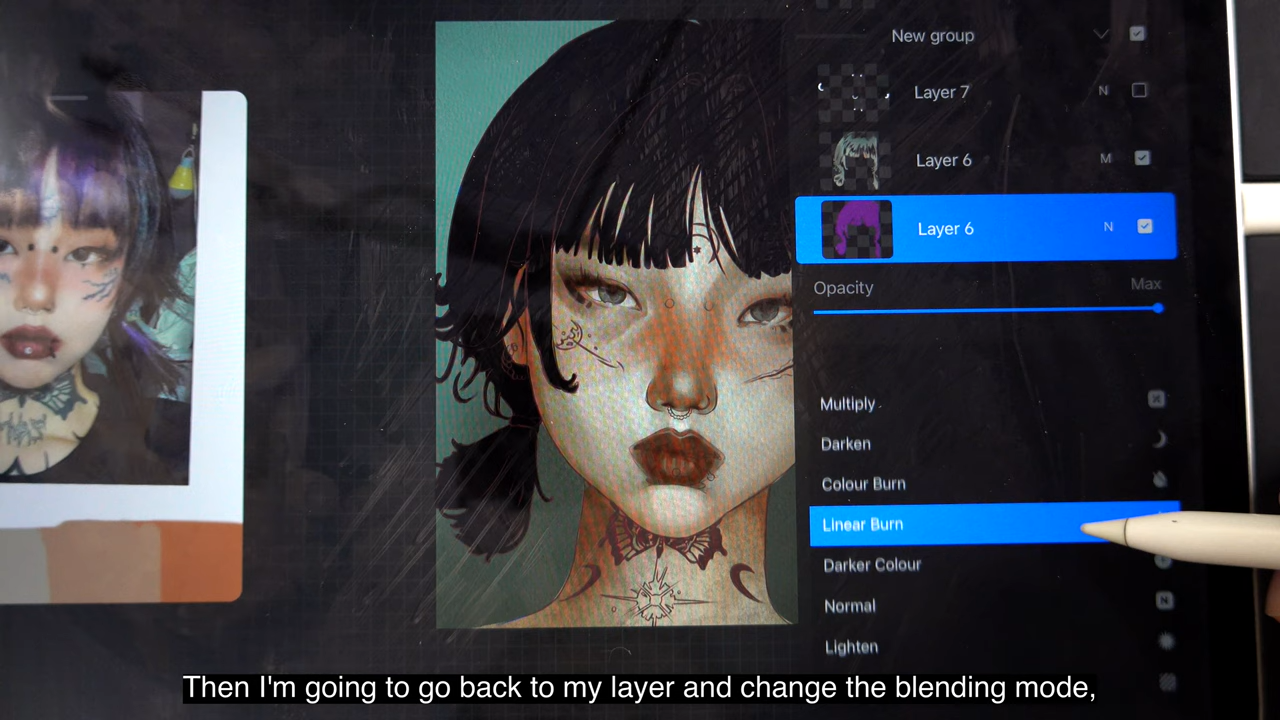 New group
Layer 7
N
Layer 6
M
Layer 6
N
Opacity
Max
Multiply
Darken
Colour Burn
Linear Burn
Darker Colour
Normal
N
Lighten
Then I'm going to go back to my layer and change the blending mode,